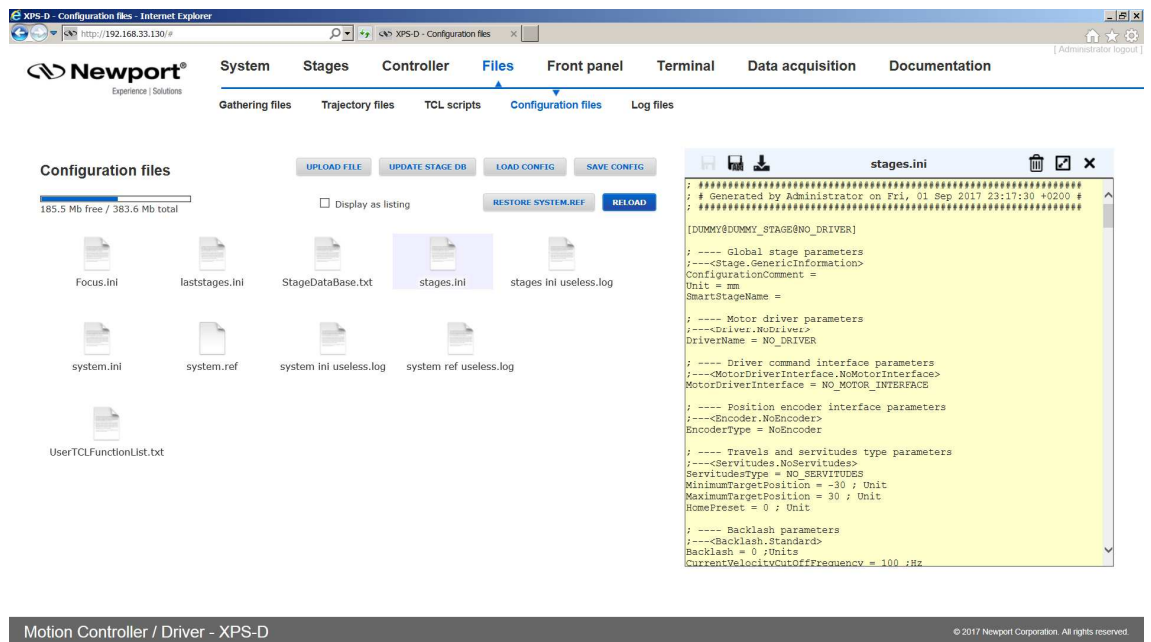 XPS-D - Configuration files - Internet Explorer
http://192.168.33.130/#
XPS-D - Configuration files
[ Administrator logout ]
Newport®
Experience | Solutions
System Stages Controller Files Front panel Terminal Data acquisition Documentation
Gathering files Trajectory files TCL scripts Configuration files Log files
Configuration files
UPLOAD FILE UPDATE STAGE DB LOAD CONFIG SAVE CONFIG
185.5 Mb free / 383.6 Mb total
Display as listing
RESTORE SYSTEM.REF RELOAD
Focus.ini laststages.ini StageDataBase.txt stages.ini stages ini useless.log
system.ini system.ref system ini useless.log system ref useless.log
UserTCLFunctionList.txt
stages.ini
; ################################################################
; # Generated by Administrator on Fri, 01 Sep 2017 23:17:30 +0200 #
; ################################################################
[DUMMY@DUMMY_STAGE@NO_DRIVER]
; ---- Global stage parameters
;---<Stage.GenericInformation>
ConfigurationComment =
Unit = mm
SmartStageName =
; ---- Motor driver parameters
;---<Driver.NoDriver>
DriverName = NO_DRIVER
; ---- Driver command interface parameters
;---<MotorDriverInterface.NoMotorInterface>
MotorDriverInterface = NO_MOTOR_INTERFACE
; ---- Position encoder interface parameters
;---<Encoder.NoEncoder>
EncoderType = NoEncoder
; ---- Travels and servitudes type parameters
;---<Servitudes.NoServitudes>
ServitudesType = NO_SERVITUDES
MinimumTargetPosition = -30 ; Unit
MaximumTargetPosition = 30 ; Unit
HomePreset = 0 ; Unit
; ---- Backlash parameters
;---<Backlash.Standard>
Backlash = 0 ;Units
CurrentVelocityCutOffFrequency = 100 ;Hz
Motion Controller / Driver - XPS-D
© 2017 Newport Corporation. All rights reserved.